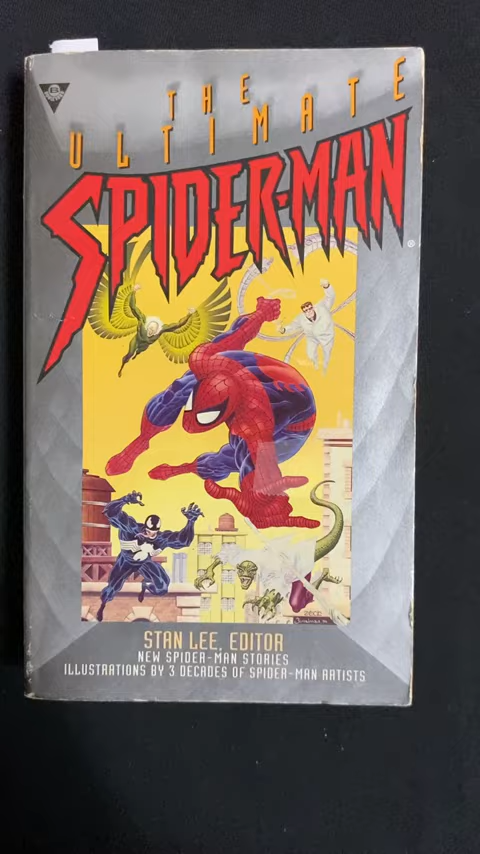 THE
ULTIMATE
SPIDER-MAN®
STAN LEE, EDITOR
NEW SPIDER-MAN STORIES
ILLUSTRATIONS BY 3 DECADES OF SPIDER-MAN ARTISTS
ZECK